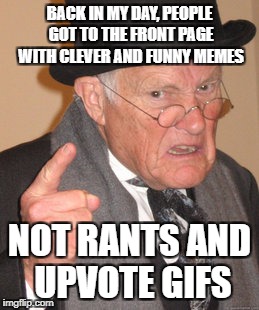 BACK IN MY DAY, PEOPLE
GOT TO THE FRONT PAGE
WITH CLEVER AND FUNNY MEMES
NOT RANTS AND
UPVOTE GIFS
imgflip.com